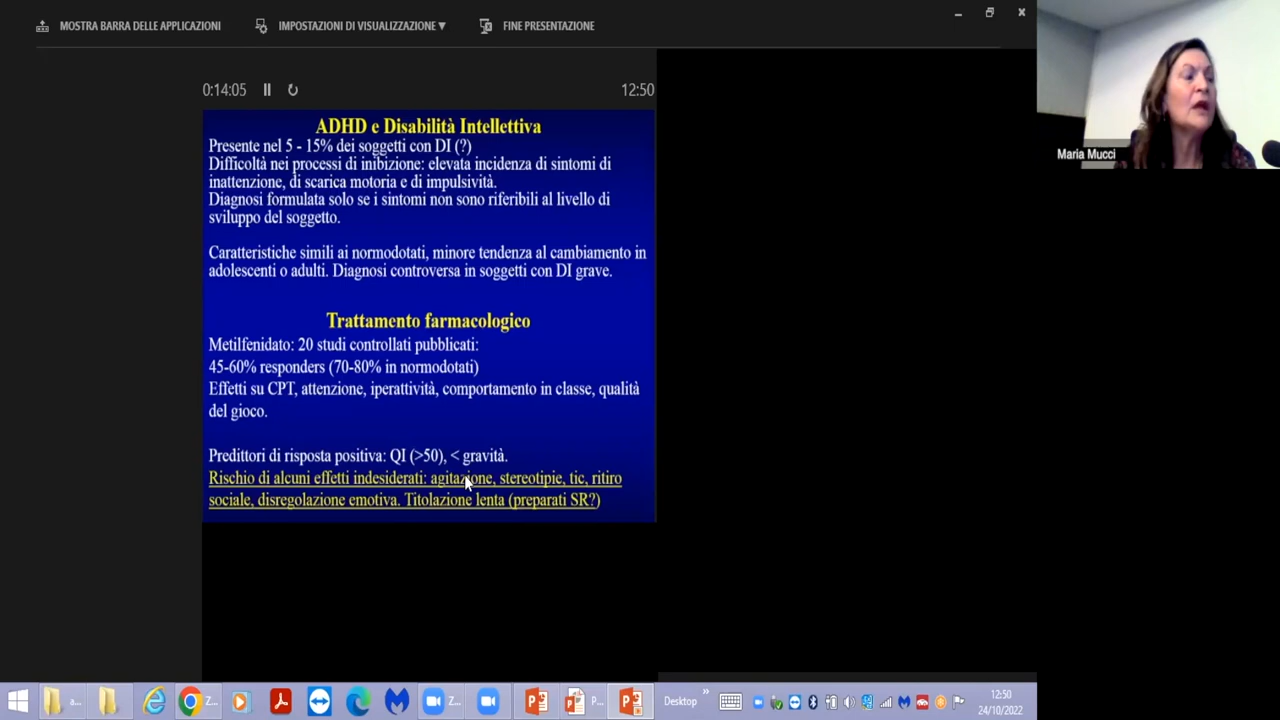 MOSTRA BARRA DELLE APPLICAZIONI
IMPOSTAZIONI DI VISUALIZZAZIONE ▼
FINE PRESENTAZIONE
0:14:05
12:50
ADHD e Disabilità Intellettiva
Presente nel 5 - 15% dei soggetti con DI (?)
Difficoltà nei processi di inibizione: elevata incidenza di sintomi di
inattenzione, di scarica motoria e di impulsività.
Diagnosi formulata solo se i sintomi non sono riferibili al livello di
sviluppo del soggetto.
Caratteristiche simili ai normodotati, minore tendenza al cambiamento in
adolescenti o adulti. Diagnosi controversa in soggetti con DI grave.
Trattamento farmacologico
Metilfenidato: 20 studi controllati pubblicati:
45-60% responders (70-80% in normodotati)
Effetti su CPT, attenzione, iperattività, comportamento in classe, qualità
del gioco.
Predittori di risposta positiva: QI (>50), < gravità.
Rischio di alcuni effetti indesiderati: agitazione, stereotipie, tic, ritiro
sociale, disregolazione emotiva. Titolazione lenta (preparati SR?)
Maria Mucci
a...
Z...
Z...
P...
Desktop
12:50
24/10/2022